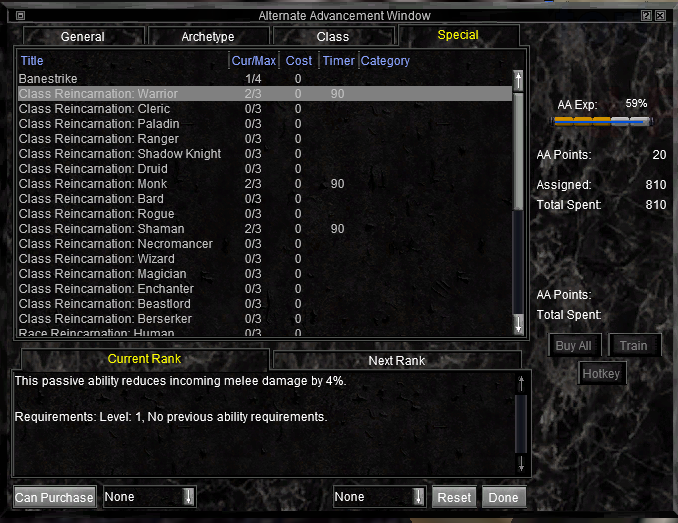 Alternate Advancement Window
General Archetype Class Special
Title Cur/Max Cost Timer Category
Banestrike 1/4 0
Class Reincarnation: Warrior 2/3 0 90
Class Reincarnation: Cleric 0/3 0
Class Reincarnation: Paladin 0/3 0
Class Reincarnation: Ranger 0/3 0
Class Reincarnation: Shadow Knight 0/3 0
Class Reincarnation: Druid 0/3 0
Class Reincarnation: Monk 2/3 0 90
Class Reincarnation: Bard 0/3 0
Class Reincarnation: Rogue 0/3 0
Class Reincarnation: Shaman 2/3 0 90
Class Reincarnation: Necromancer 0/3 0
Class Reincarnation: Wizard 0/3 0
Class Reincarnation: Magician 0/3 0
Class Reincarnation: Enchanter 0/3 0
Class Reincarnation: Beastlord 0/3 0
Class Reincarnation: Berserker 0/3 0
Race Reincarnation: Human 0/3 0
AA Exp: 59%
AA Points: 20
Assigned: 810
Total Spent: 810
AA Points:
Total Spent:
Buy All Train
Hotkey
Current Rank Next Rank
This passive ability reduces incoming melee damage by 4%.
Requirements: Level: 1, No previous ability requirements.
Can Purchase None None Reset Done